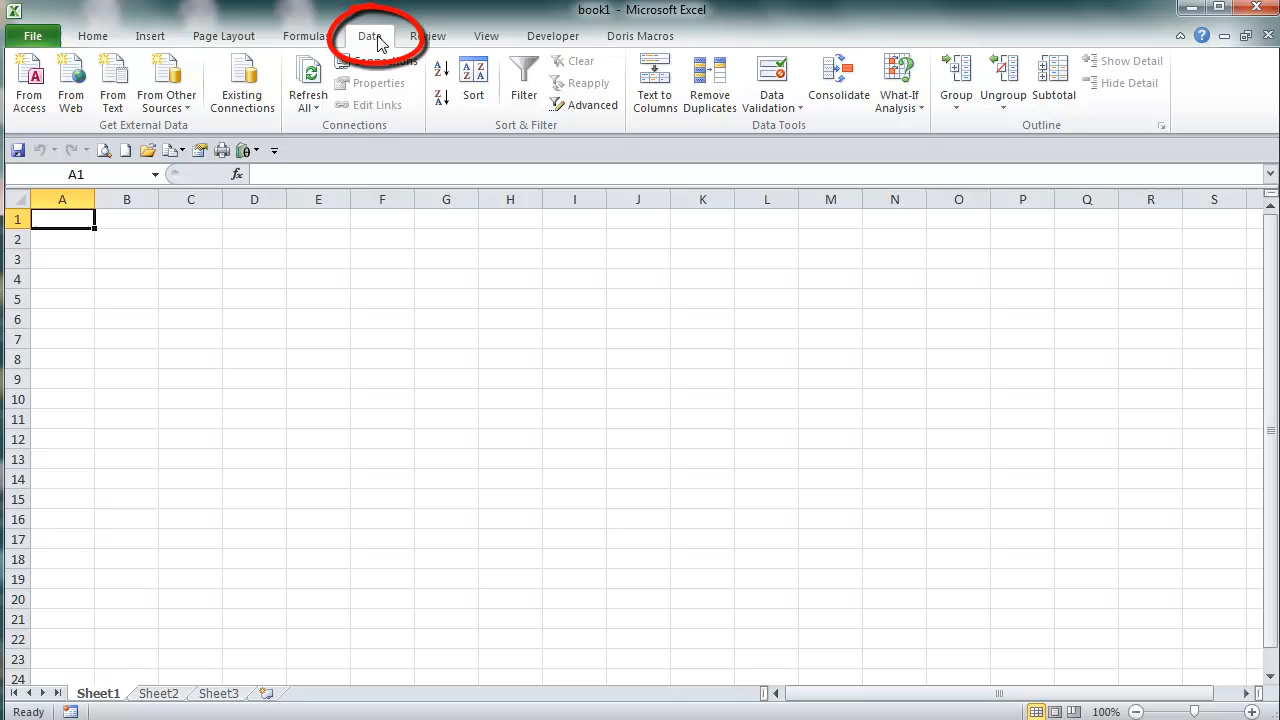 book1 - Microsoft Excel
File Home Insert Page Layout Formulas Data Review View Developer Doris Macros
From Access
From Web
From Text
From Other Sources
Existing Connections
Get External Data
Refresh All
Connections
Properties
Edit Links
Connections
Sort
Filter
Clear
Reapply
Advanced
Sort & Filter
Text to Columns
Remove Duplicates
Data Validation
Consolidate
What-If Analysis
Data Tools
Group
Ungroup
Subtotal
Show Detail
Hide Detail
Outline
A1 fx
A B C D E F G H I J K L M N O P Q R S
1
2
3
4
5
6
7
8
9
10
11
12
13
14
15
16
17
18
19
20
21
22
23
24
Sheet1 Sheet2 Sheet3
Ready 100%